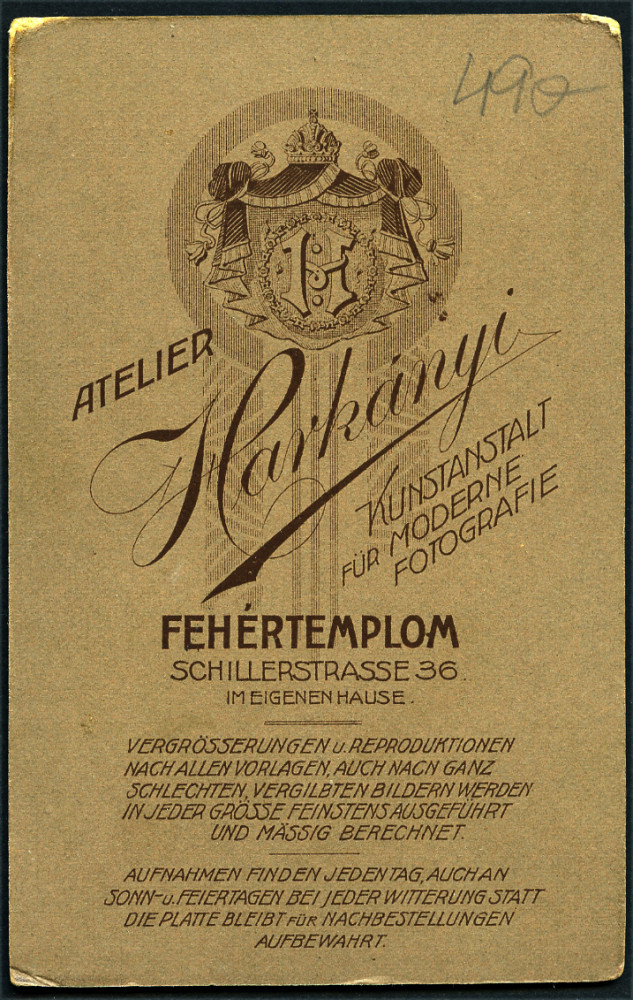 490
H
ATELIER
Harkányi
KUNSTANSTALT
FÜR MODERNE
FOTOGRAFIE
FEHÉRTEMPLOM
SCHILLERSTRASSE 36.
IM EIGENEN HAUSE.
VERGRÖSSERUNGEN u. REPRODUKTIONEN
NACH ALLEN VORLAGEN, AUCH NACN GANZ
SCHLECHTEN, VERGILBTEN BILDERN WERDEN
IN JEDER GRÖSSE FEINSTENS AUSGEFÜHRT
UND MÄSSIG BERECHNET.
AUFNAHMEN FINDEN JEDEN TAG, AUCH AN
SONN- u. FEIERTAGEN BEI JEDER WITTERUNG STATT
DIE PLATTE BLEIBT FÜR NACHBESTELLUNGEN
AUFBEWAHRT.